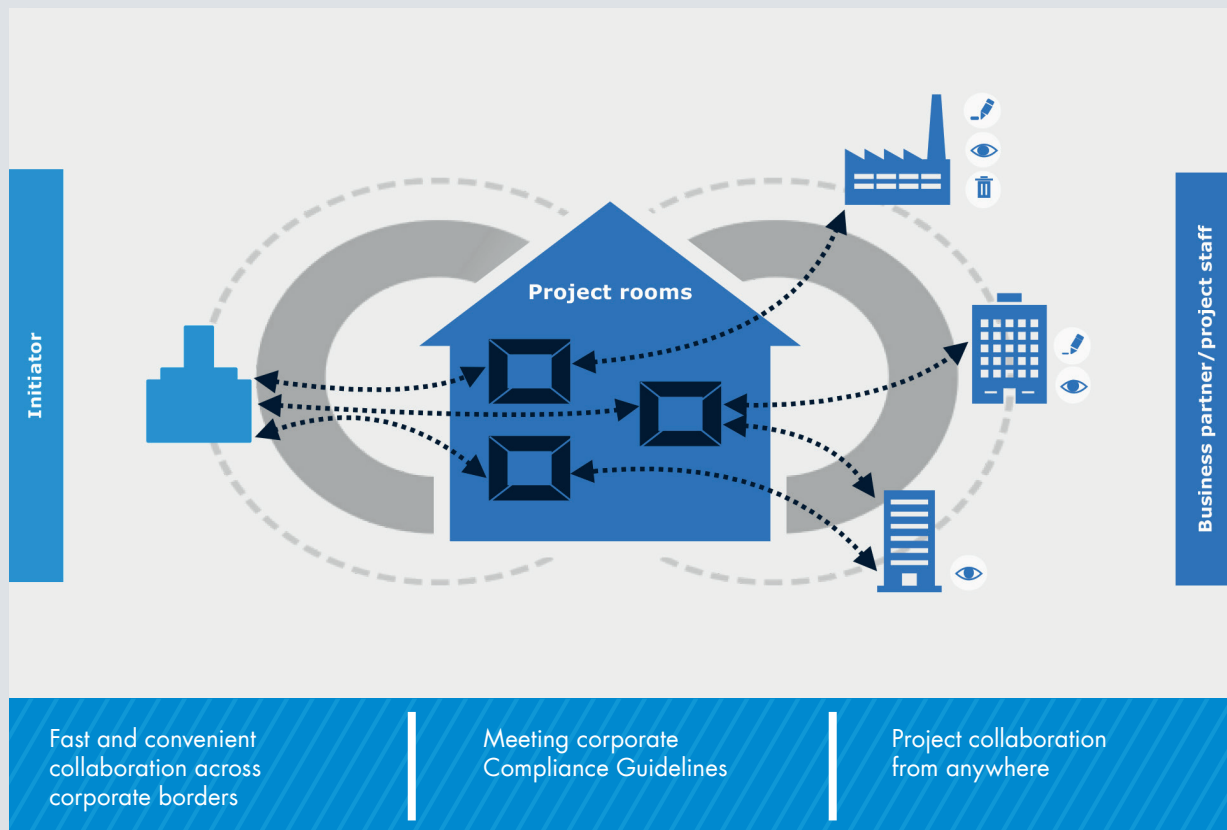 Initiator
Project rooms
Business partner/project staff
Fast and convenient
collaboration across
corporate borders
Meeting corporate
Compliance Guidelines
Project collaboration
from anywhere